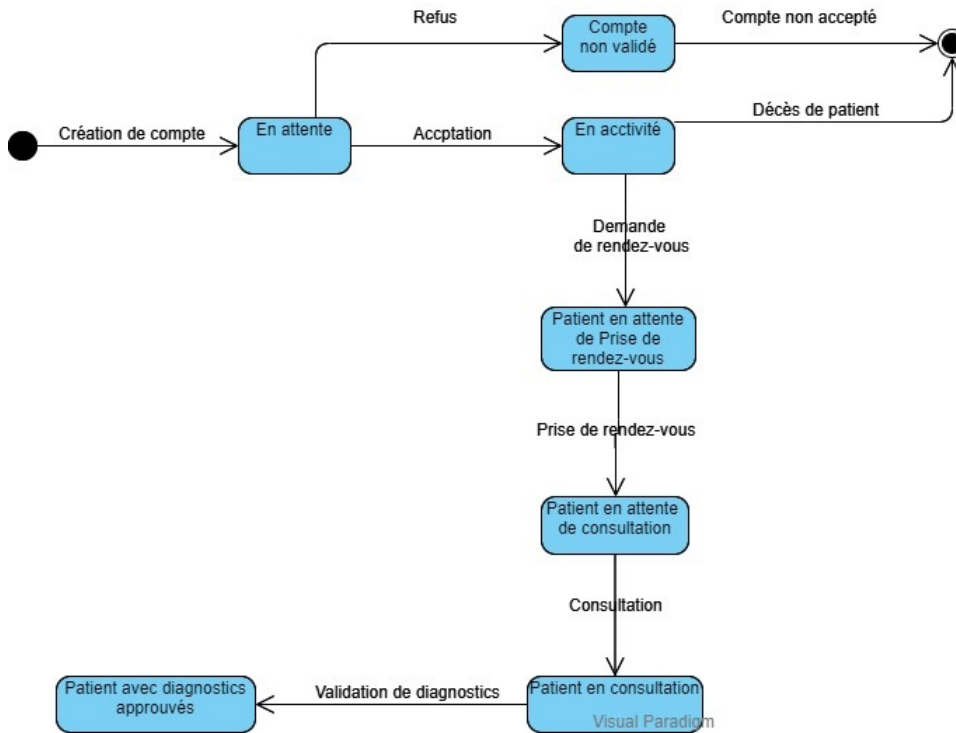 Refus
Compte
non validé
Compte non accepté
Création de compte
En attente
Accptation
En acctivité
Décès de patient
Demande
de rendez-vous
Patient en attente
de Prise de
rendez-vous
Prise de rendez-vous
Patient en attente
de consultation
Consultation
Patient avec diagnostics
approuvés
Validation de diagnostics
Patient en consultation
Visual Paradigm